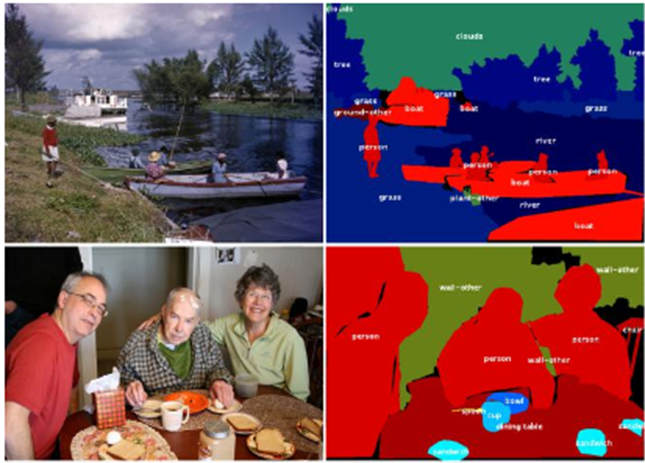 clouds
clouds
tree
tree
tree
grass
grass
boat
boat
grass
ground-other
river
person
person
person
person
boat
grass
plant-other
river
boat
wall-other
wall-other
person
person
chair
person
wall-other
bowl
spoon
cup
dining table
sandwich
sandwich